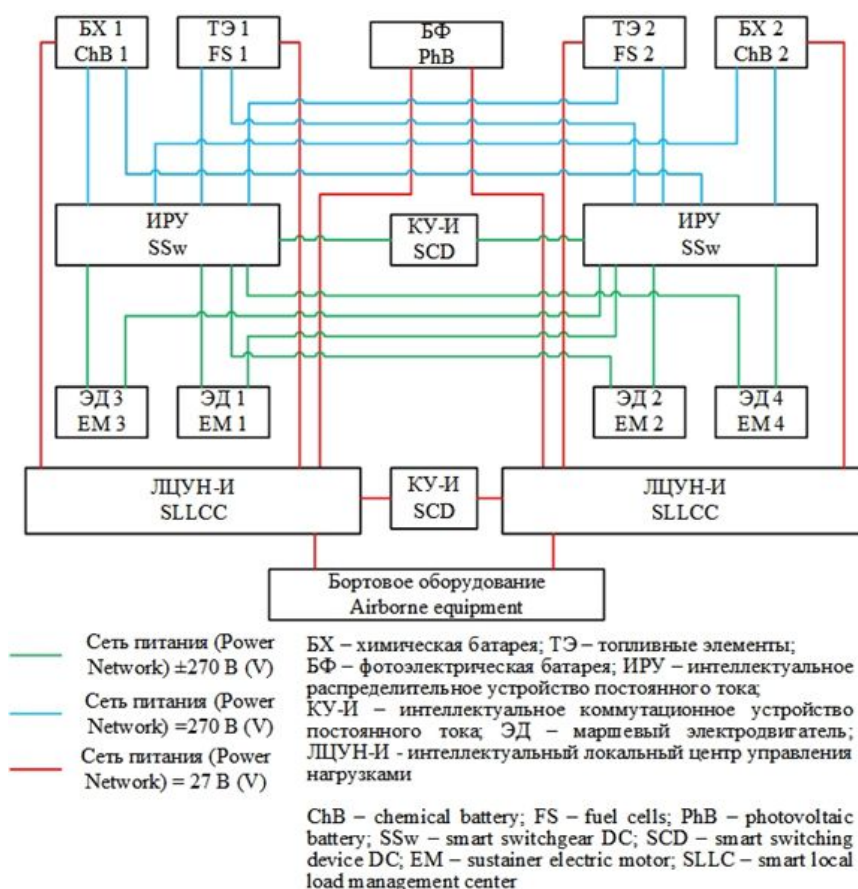 БХ 1
ChB 1
ТЭ 1
FS 1
БФ
PhB
ТЭ 2
FS 2
БХ 2
ChB 2
ИРУ
SSw
КУ-И
SCD
ИРУ
SSw
ЭД 3
EM 3
ЭД 1
EM 1
ЭД 2
EM 2
ЭД 4
EM 4
ЛЦУН-И
SLLCC
КУ-И
SCD
ЛЦУН-И
SLLCC
Бортовое оборудование
Airborne equipment
Сеть питания (Power
Network) ±270 В (V)
Сеть питания (Power
Network) =270 В (V)
Сеть питания (Power
Network) = 27 В (V)
БХ – химическая батарея; ТЭ – топливные элементы;
БФ – фотоэлектрическая батарея; ИРУ – интеллектуальное
распределительное устройство постоянного тока;
КУ-И – интеллектуальное коммутационное устройство
постоянного тока; ЭД – маршевый электродвигатель;
ЛЦУН-И - интеллектуальный локальный центр управления
нагрузками
ChB – chemical battery; FS – fuel cells; PhB – photovoltaic
battery; SSw – smart switchgear DC; SCD – smart switching
device DC; EM – sustainer electric motor; SLLC – smart local
load management center